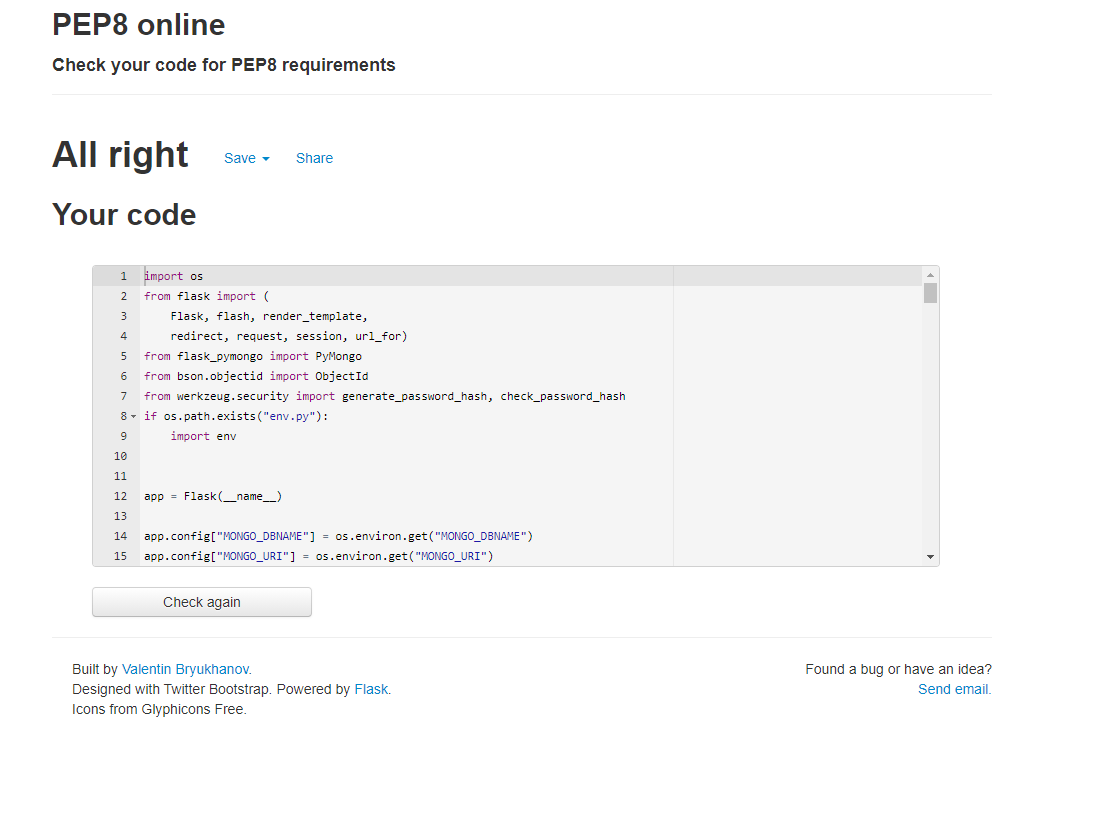 PEP8 online
Check your code for PEP8 requirements
All right Save Share
Your code
1 import os
2 from flask import (
3     Flask, flash, render_template,
4     redirect, request, session, url_for)
5 from flask_pymongo import PyMongo
6 from bson.objectid import ObjectId
7 from werkzeug.security import generate_password_hash, check_password_hash
8 if os.path.exists("env.py"):
9     import env
10
11
12 app = Flask(__name__)
13
14 app.config["MONGO_DBNAME"] = os.environ.get("MONGO_DBNAME")
15 app.config["MONGO_URI"] = os.environ.get("MONGO_URI")
Check again
Built by Valentin Bryukhanov. Found a bug or have an idea?
Designed with Twitter Bootstrap. Powered by Flask. Send email.
Icons from Glyphicons Free.